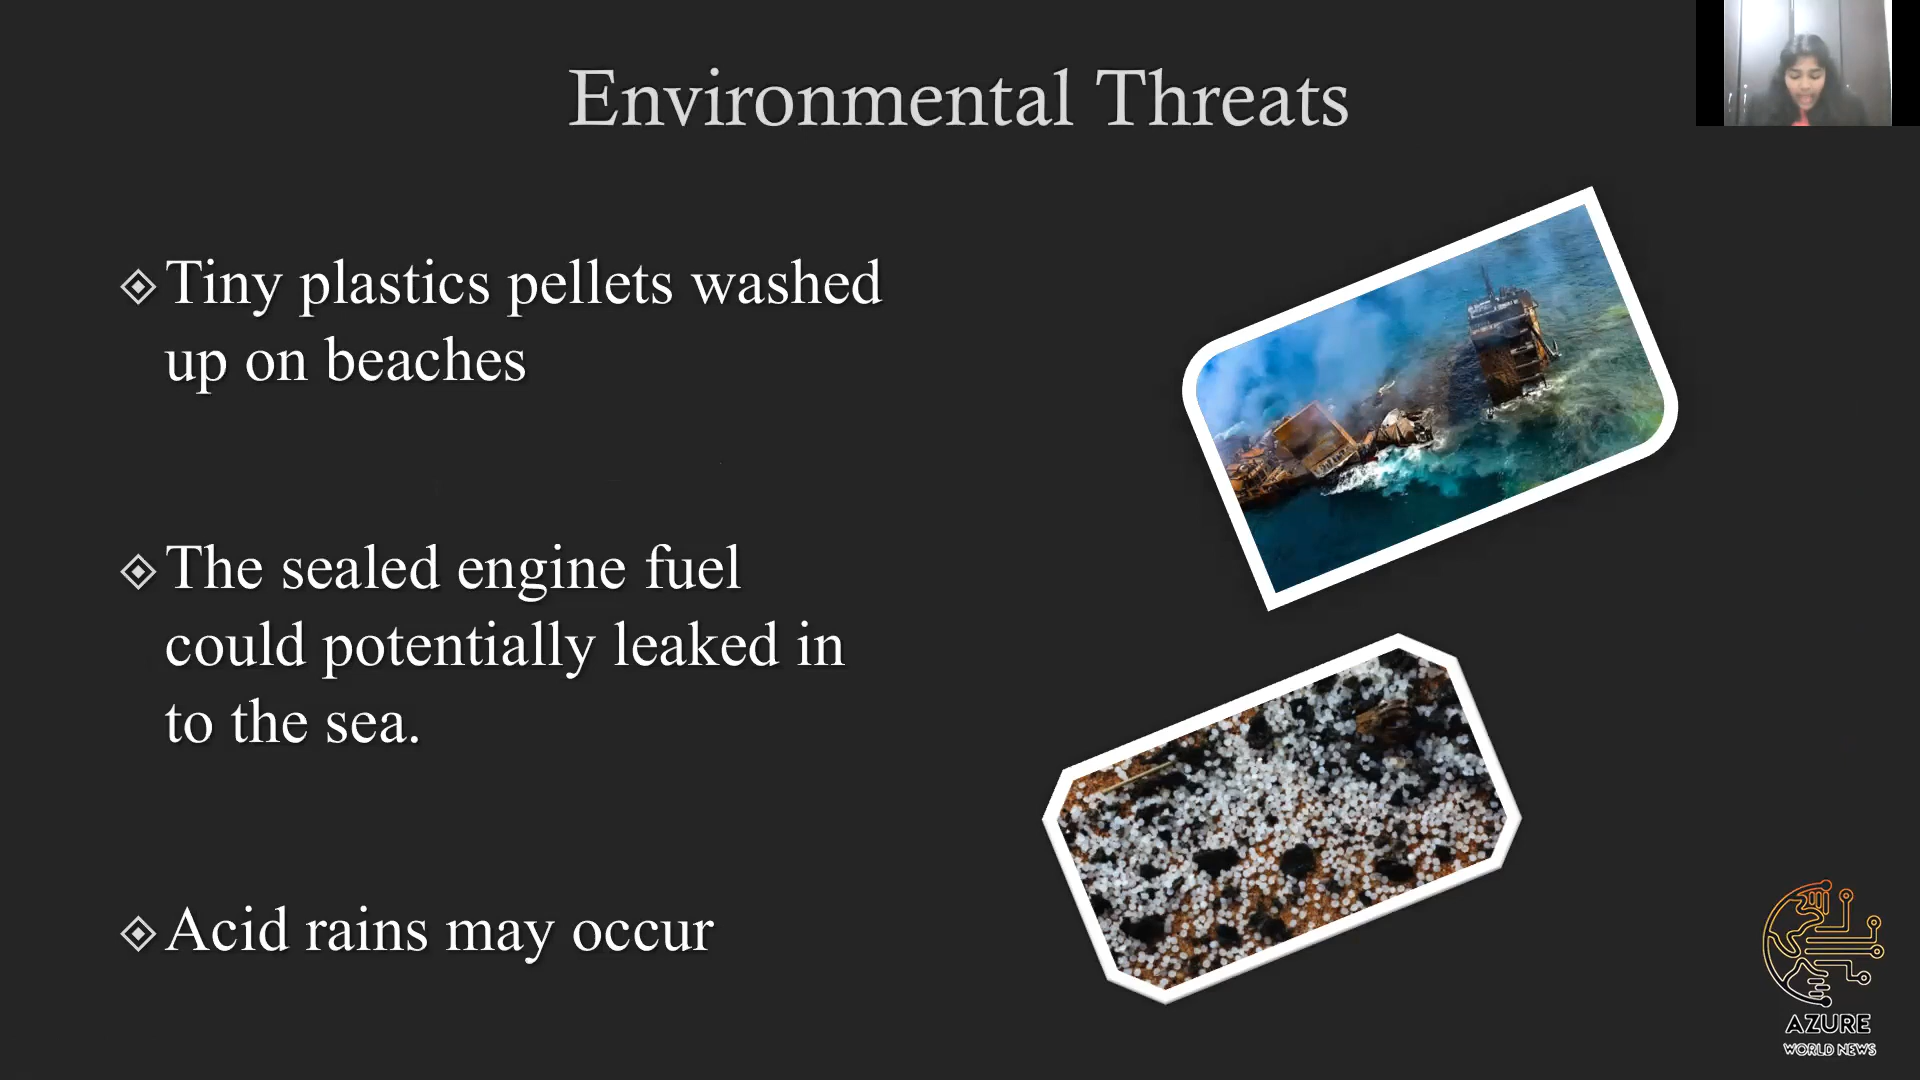 Environmental Threats
Tiny plastics pellets washed
up on beaches
The sealed engine fuel
could potentially leaked in
to the sea.
Acid rains may occur
AZURE
WORLD NEWS